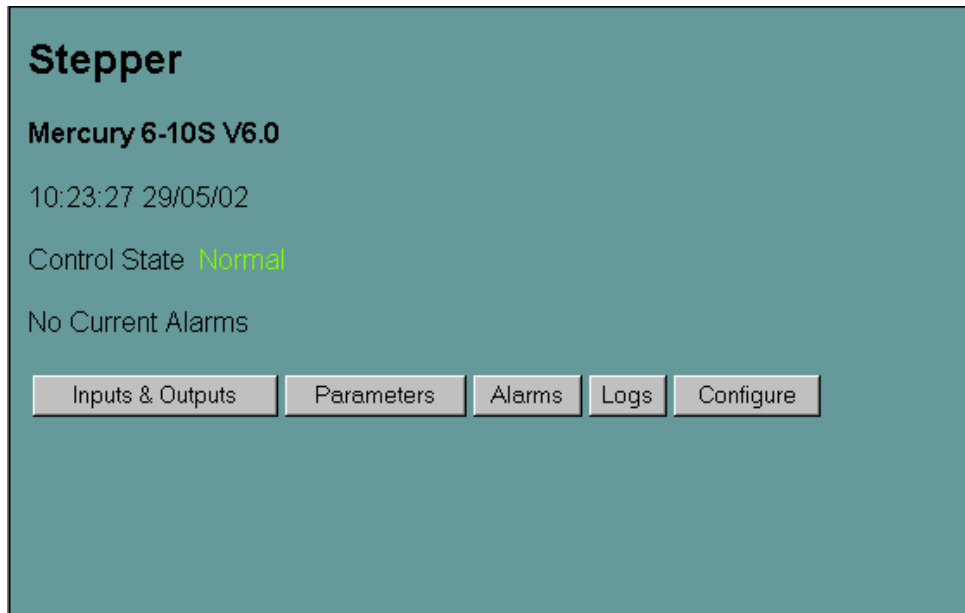 Stepper
Mercury 6-10S V6.0
10:23:27 29/05/02
Control State Normal
No Current Alarms
Inputs & Outputs Parameters Alarms Logs Configure